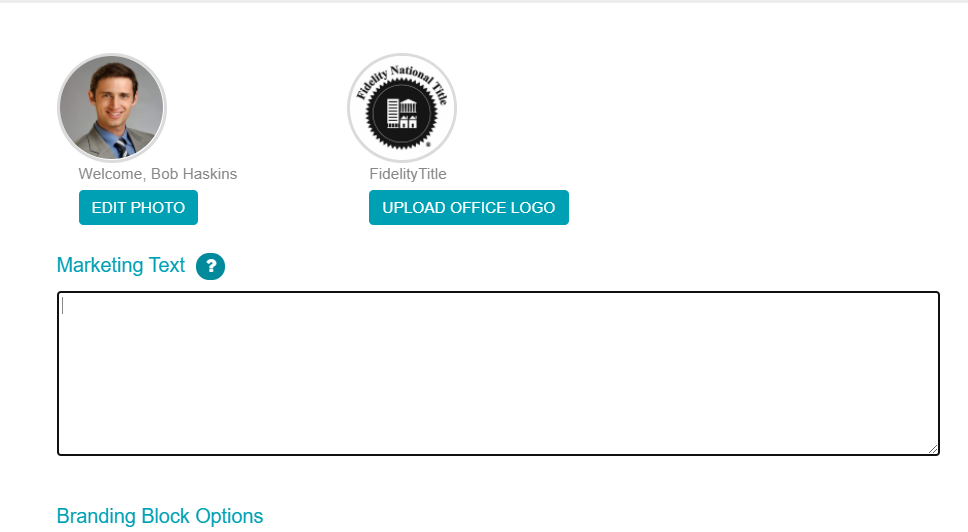 Fidelity National Title
®
Welcome, Bob Haskins
FidelityTitle
EDIT PHOTO
UPLOAD OFFICE LOGO
Marketing Text ?
Branding Block Options